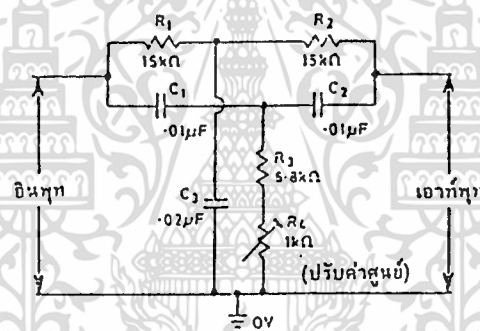 R₁
15kΩ
R₂
15kΩ
C₁
.01μF
C₂
.01μF
R₃
5.8kΩ
C₃
.02μF
R₄
1kΩ
อินพุท
เอาท์พุท
(ปรับค่าศูนย์)
0V